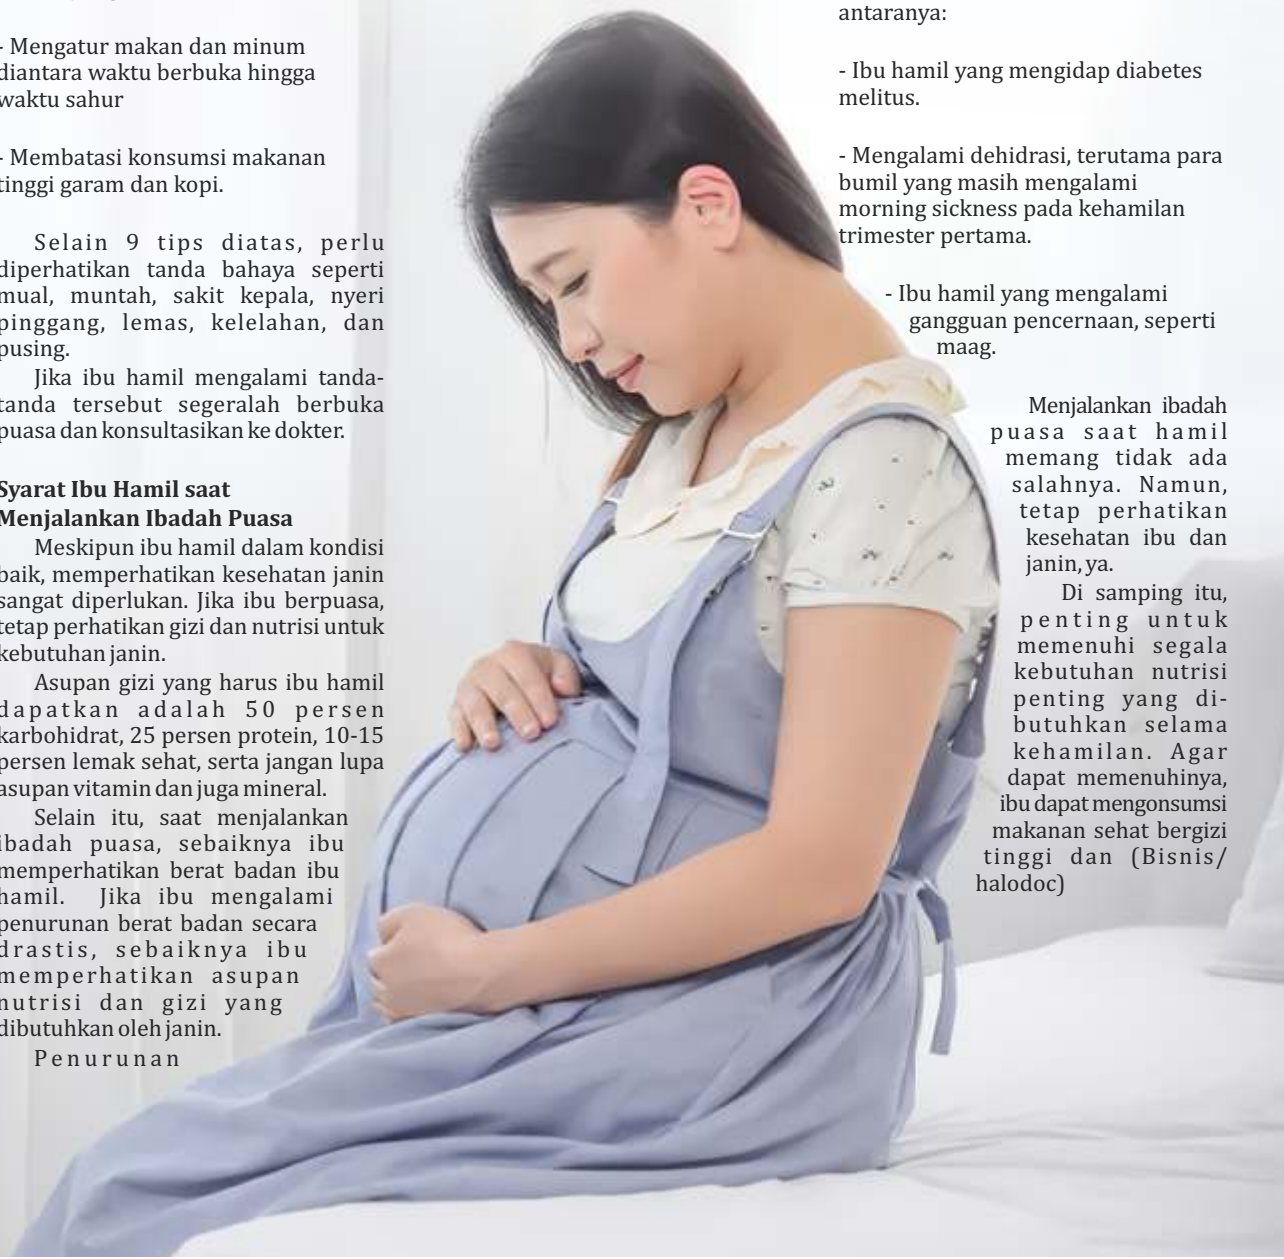 - Mengatur makan dan minum
diantara waktu berbuka hingga
waktu sahur
- Membatasi konsumsi makanan
tinggi garam dan kopi.
Selain 9 tips diatas, perlu
diperhatikan tanda bahaya seperti
mual, muntah, sakit kepala, nyeri
pinggang, lemas, kelelahan, dan
pusing.
Jika ibu hamil mengalami tanda-
tanda tersebut segeralah berbuka
puasa dan konsultasikan ke dokter.
Syarat Ibu Hamil saat
Menjalankan Ibadah Puasa
Meskipun ibu hamil dalam kondisi
baik, memperhatikan kesehatan janin
sangat diperlukan. Jika ibu berpuasa,
tetap perhatikan gizi dan nutrisi untuk
kebutuhan janin.
Asupan gizi yang harus ibu hamil
dapatkan adalah 50 persen
karbohidrat, 25 persen protein, 10-15
persen lemak sehat, serta jangan lupa
asupan vitamin dan juga mineral.
Selain itu, saat menjalankan
ibadah puasa, sebaiknya ibu
memperhatikan berat badan ibu
hamil. Jika ibu mengalami
penurunan berat badan secara
drastis, sebaiknya ibu
memperhatikan asupan
nutrisi dan gizi yang
dibutuhkan oleh janin.
Penurunan
antaranya:
- Ibu hamil yang mengidap diabetes
melitus.
- Mengalami dehidrasi, terutama para
bumil yang masih mengalami
morning sickness pada kehamilan
trimester pertama.
- Ibu hamil yang mengalami
gangguan pencernaan, seperti
maag.
Menjalankan ibadah
puasa saat hamil
memang tidak ada
salahnya. Namun,
tetap perhatikan
kesehatan ibu dan
janin, ya.
Di samping itu,
penting untuk
memenuhi segala
kebutuhan nutrisi
penting yang di-
butuhkan selama
kehamilan. Agar
dapat memenuhinya,
ibu dapat mengonsumsi
makanan sehat bergizi
tinggi dan (Bisnis/
halodoc)